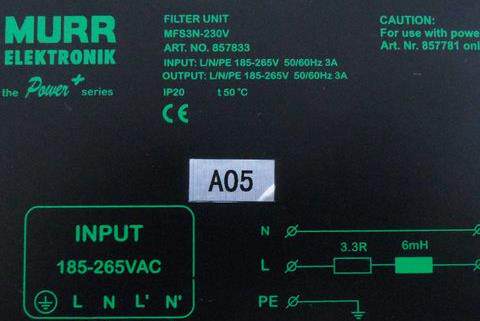 MURR
ELEKTRONIK
the Power+ series
FILTER UNIT
MFS3N-230V
ART. NO. 857833
INPUT: L/N/PE 185-265V 50/60Hz 3A
OUTPUT: L/N/PE 185-265V 50/60Hz 3A
IP20 t 50 °C
CE
CAUTION:
For use with powe
Art. Nr. 857781 onl
A05
INPUT
185-265VAC
L N L' N'
N
3.3R 6mH
L
PE